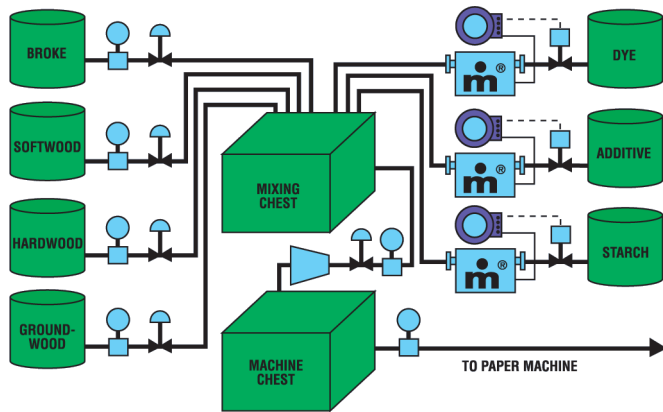 BROKE
DYE
m®
SOFTWOOD
ADDITIVE
m®
MIXING
CHEST
HARDWOOD
STARCH
m®
GROUND-
WOOD
MACHINE
CHEST
TO PAPER MACHINE